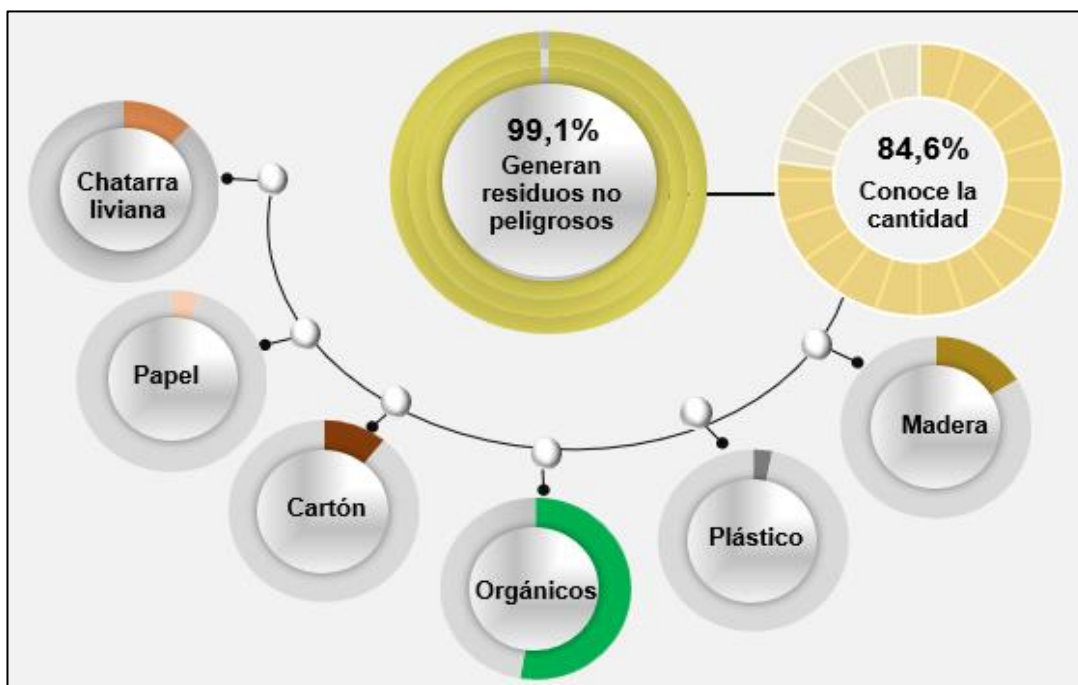 99,1%
Generan
residuos no
peligrosos
84,6%
Conoce la
cantidad
Chatarra
liviana
Papel
Cartón
Orgánicos
Plástico
Madera